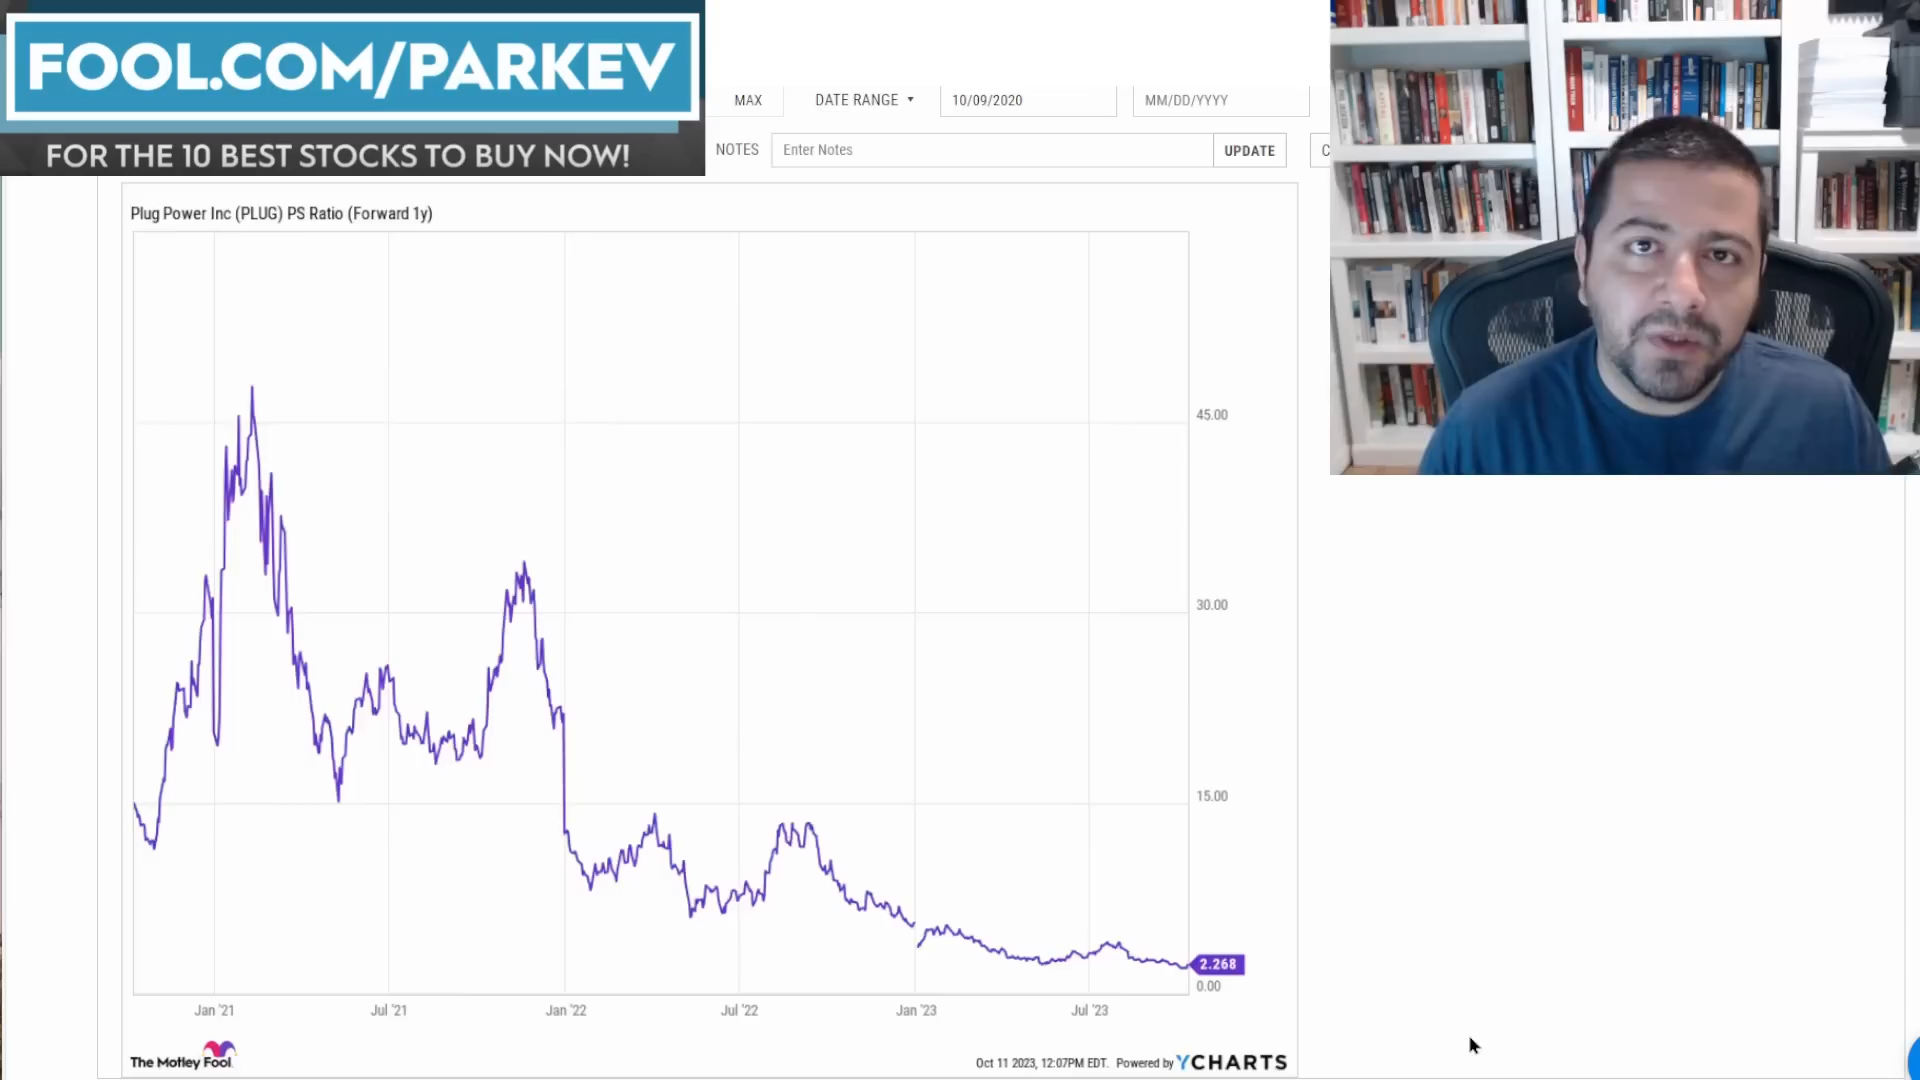 FOOL.COM/PARKEV
FOR THE 10 BEST STOCKS TO BUY NOW!
MAX
DATE RANGE
10/09/2020
MM/DD/YYYY
NOTES
Enter Notes
UPDATE
C
Plug Power Inc (PLUG) PS Ratio (Forward 1y)
45.00
30.00
15.00
2.268
0.00
Jan '21
Jul '21
Jan '22
Jul '22
Jan '23
Jul '23
The Motley Fool.
Oct 11 2023, 12:07PM EDT. Powered by YCHARTS